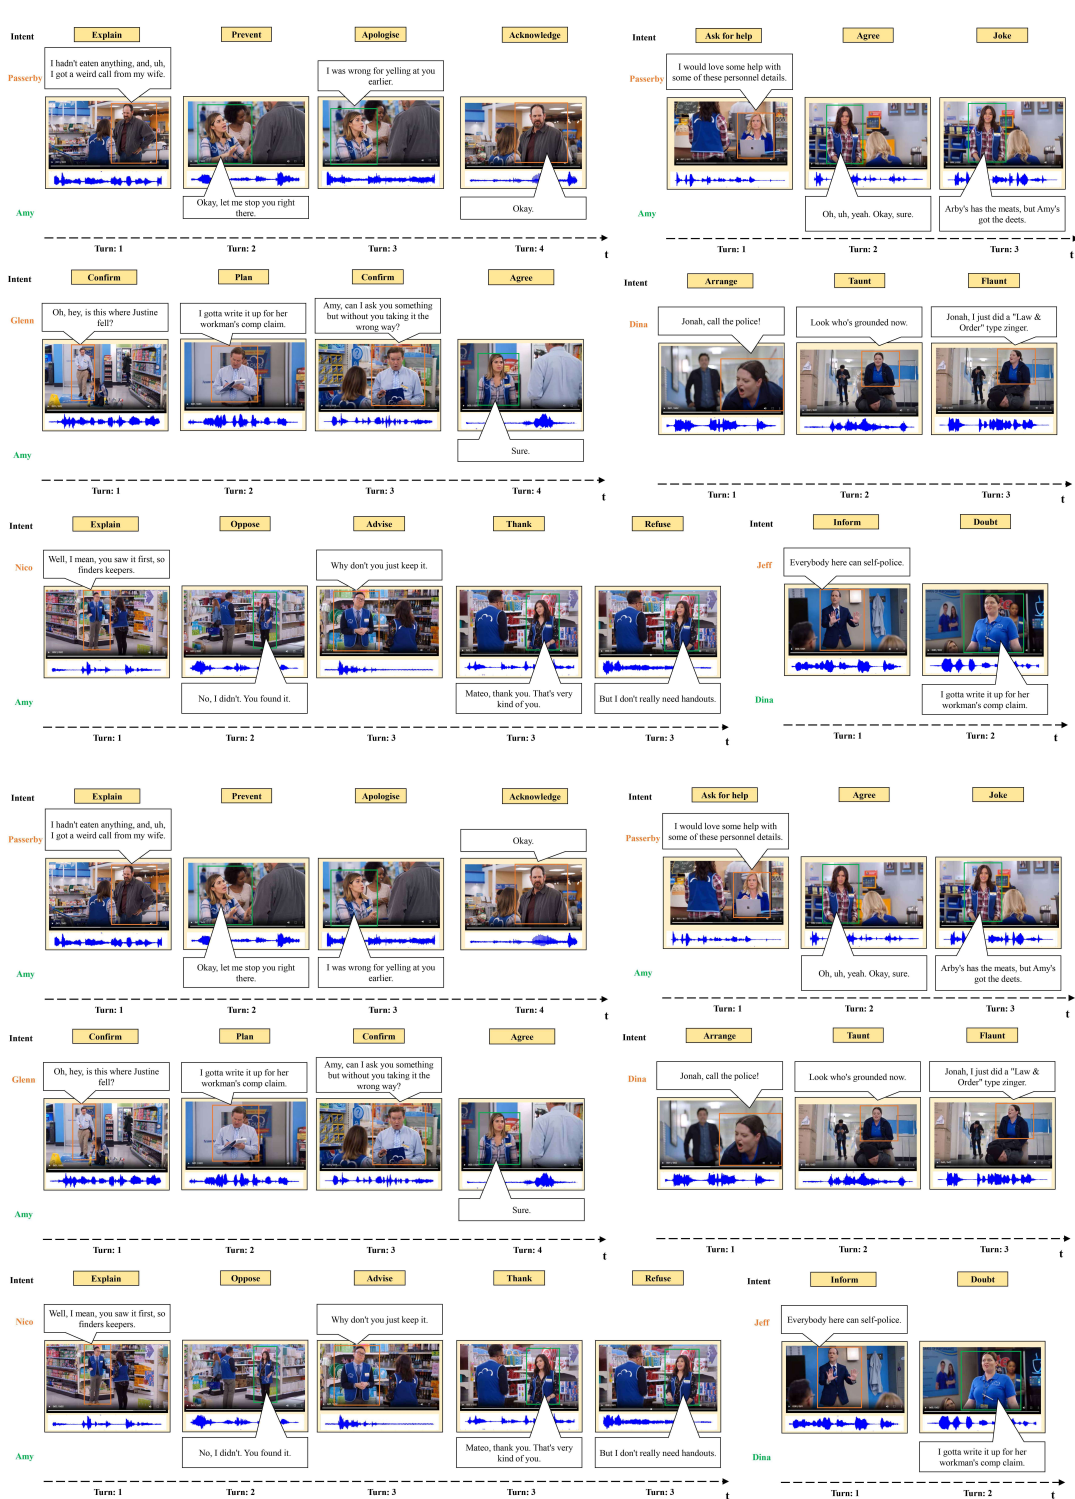 Intent
Explain
Prevent
Apologise
Acknowledge
Passerby
I hadn't eaten anything, and, uh,
I got a weird call from my wife.
I was wrong for yelling at you
earlier.
Okay, let me stop you right
there.
Okay.
Amy
Turn: 1
Turn: 2
Turn: 3
Turn: 4
t
Intent
Ask for help
Agree
Joke
Passerby
I would love some help with
some of these personnel details.
Oh, uh, yeah. Okay, sure.
Arby's has the meats, but Amy's
got the deets.
Amy
Turn: 1
Turn: 2
Turn: 3
t
Intent
Confirm
Plan
Confirm
Agree
Glenn
Oh, hey, is this where Justine
fell?
I gotta write it up for her
workman's comp claim.
Amy, can I ask you something
but without you taking it the
wrong way?
Sure.
Amy
Turn: 1
Turn: 2
Turn: 3
Turn: 4
t
Intent
Arrange
Taunt
Flaunt
Dina
Jonah, call the police!
Look who's grounded now.
Jonah, I just did a "Law &
Order" type zinger.
Turn: 1
Turn: 2
Turn: 3
t
Intent
Explain
Oppose
Advise
Thank
Refuse
Nico
Well, I mean, you saw it first, so
finders keepers.
Why don't you just keep it.
No, I didn't. You found it.
Mateo, thank you. That's very
kind of you.
But I don't really need handouts.
Amy
Turn: 1
Turn: 2
Turn: 3
Turn: 3
Turn: 3
t
Intent
Inform
Doubt
Jeff
Everybody here can self-police.
I gotta write it up for her
workman's comp claim.
Dina
Turn: 1
Turn: 2
t
Intent
Explain
Prevent
Apologise
Acknowledge
Passerby
I hadn't eaten anything, and, uh,
I got a weird call from my wife.
Okay.
Okay, let me stop you right
there.
I was wrong for yelling at you
earlier.
Amy
Turn: 1
Turn: 2
Turn: 3
Turn: 4
t
Intent
Ask for help
Agree
Joke
Passerby
I would love some help with
some of these personnel details.
Oh, uh, yeah. Okay, sure.
Arby's has the meats, but Amy's
got the deets.
Amy
Turn: 1
Turn: 2
Turn: 3
t
Intent
Confirm
Plan
Confirm
Agree
Glenn
Oh, hey, is this where Justine
fell?
I gotta write it up for her
workman's comp claim.
Amy, can I ask you something
but without you taking it the
wrong way?
Sure.
Amy
Turn: 1
Turn: 2
Turn: 3
Turn: 4
t
Intent
Arrange
Taunt
Flaunt
Dina
Jonah, call the police!
Look who's grounded now.
Jonah, I just did a "Law &
Order" type zinger.
Turn: 1
Turn: 2
Turn: 3
t
Intent
Explain
Oppose
Advise
Thank
Refuse
Nico
Well, I mean, you saw it first, so
finders keepers.
Why don't you just keep it.
No, I didn't. You found it.
Mateo, thank you. That's very
kind of you.
But I don't really need handouts.
Amy
Turn: 1
Turn: 2
Turn: 3
Turn: 3
Turn: 3
t
Intent
Inform
Doubt
Jeff
Everybody here can self-police.
I gotta write it up for her
workman's comp claim.
Dina
Turn: 1
Turn: 2
t